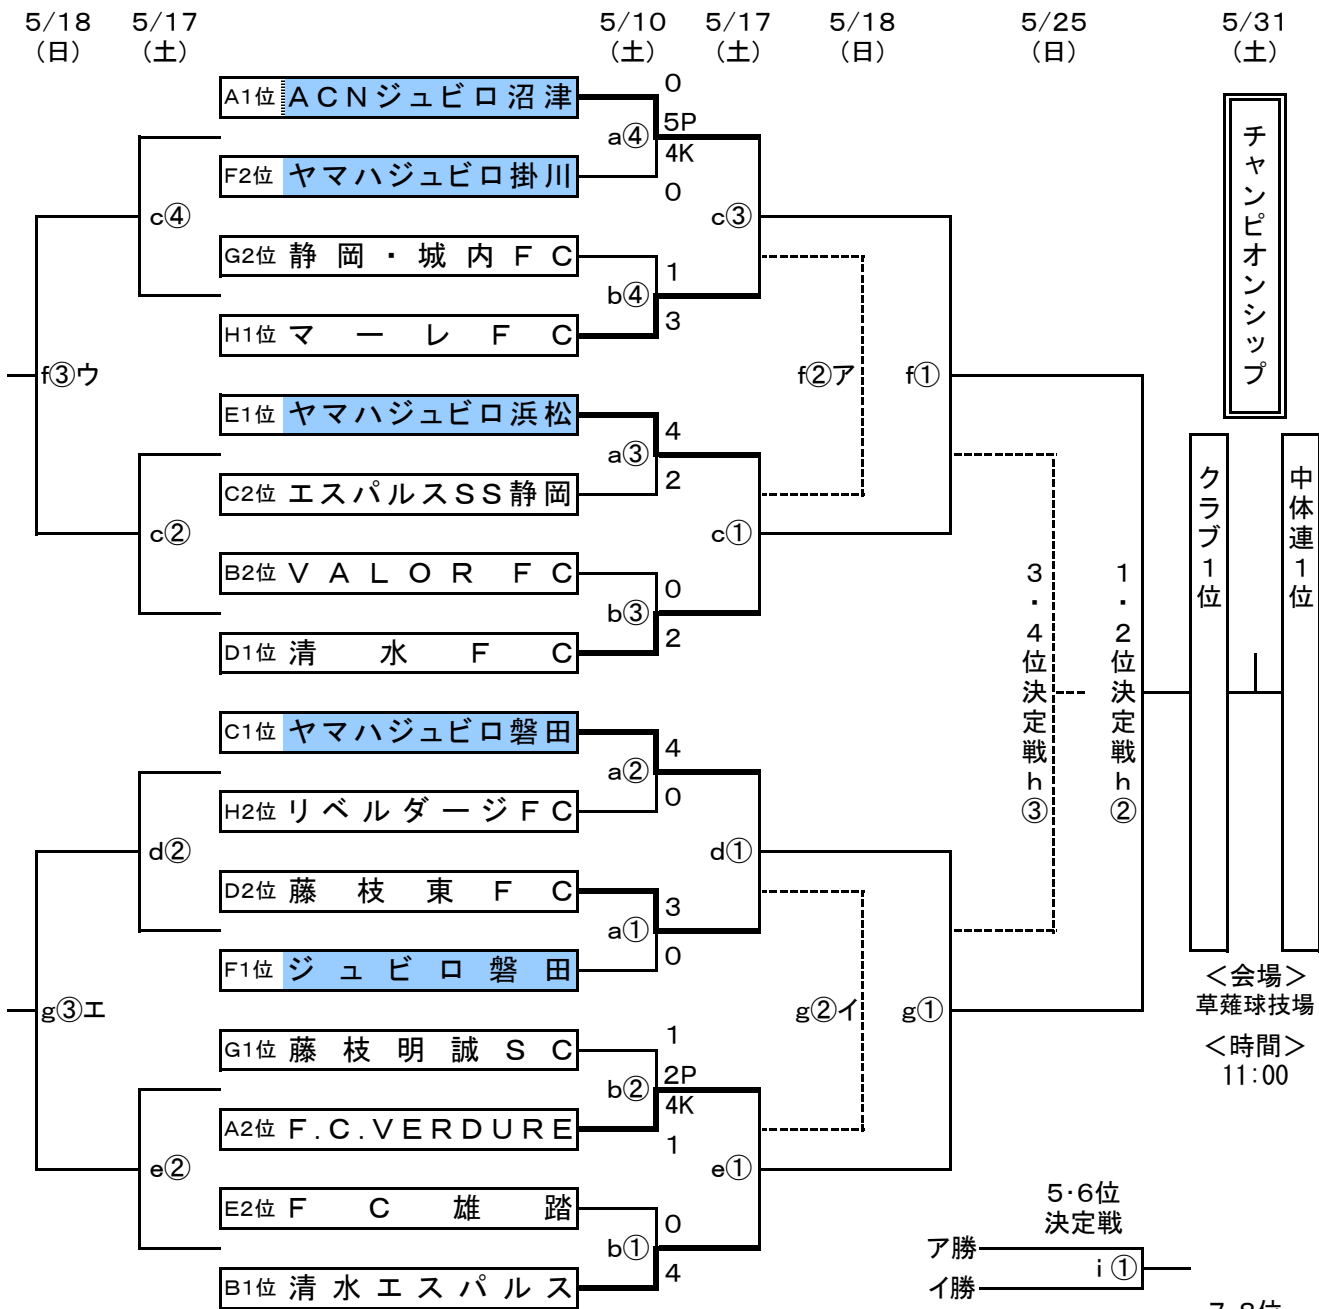 5/18 5/17 5/10 5/17 5/18 5/25 5/31
(日) (土) (土) (土) (日) (日) (土)
A1位 ACNジュビロ沼津
0
a④
5P
4K
F2位 ヤマハジュビロ掛川
0
c④
c③
G2位 静岡・城内FC
1
b④
H1位 マーレFC
3
f③ウ
f②ア
f①
E1位 ヤマハジュビロ浜松
4
a③
C2位 エスパルスSS静岡
2
c②
c①
B2位 VALOR FC
0
b③
D1位 清水FC
2
C1位 ヤマハジュビロ磐田
4
a②
H2位 リベルダージFC
0
d②
d①
D2位 藤枝東FC
3
a①
F1位 ジュビロ磐田
0
g③エ
g②イ
g①
G1位 藤枝明誠SC
1
b②
2P
4K
A2位 F.C.VERDURE
1
e②
e①
E2位 FC雄踏
0
b①
B1位 清水エスパルス
4
3・4位決定戦h③
1・2位決定戦h②
チャンピオンシップ
クラブ1位
中体連1位
<会場>
草薙球技場
<時間>
11:00
5・6位
決定戦
ア勝
i①
イ勝